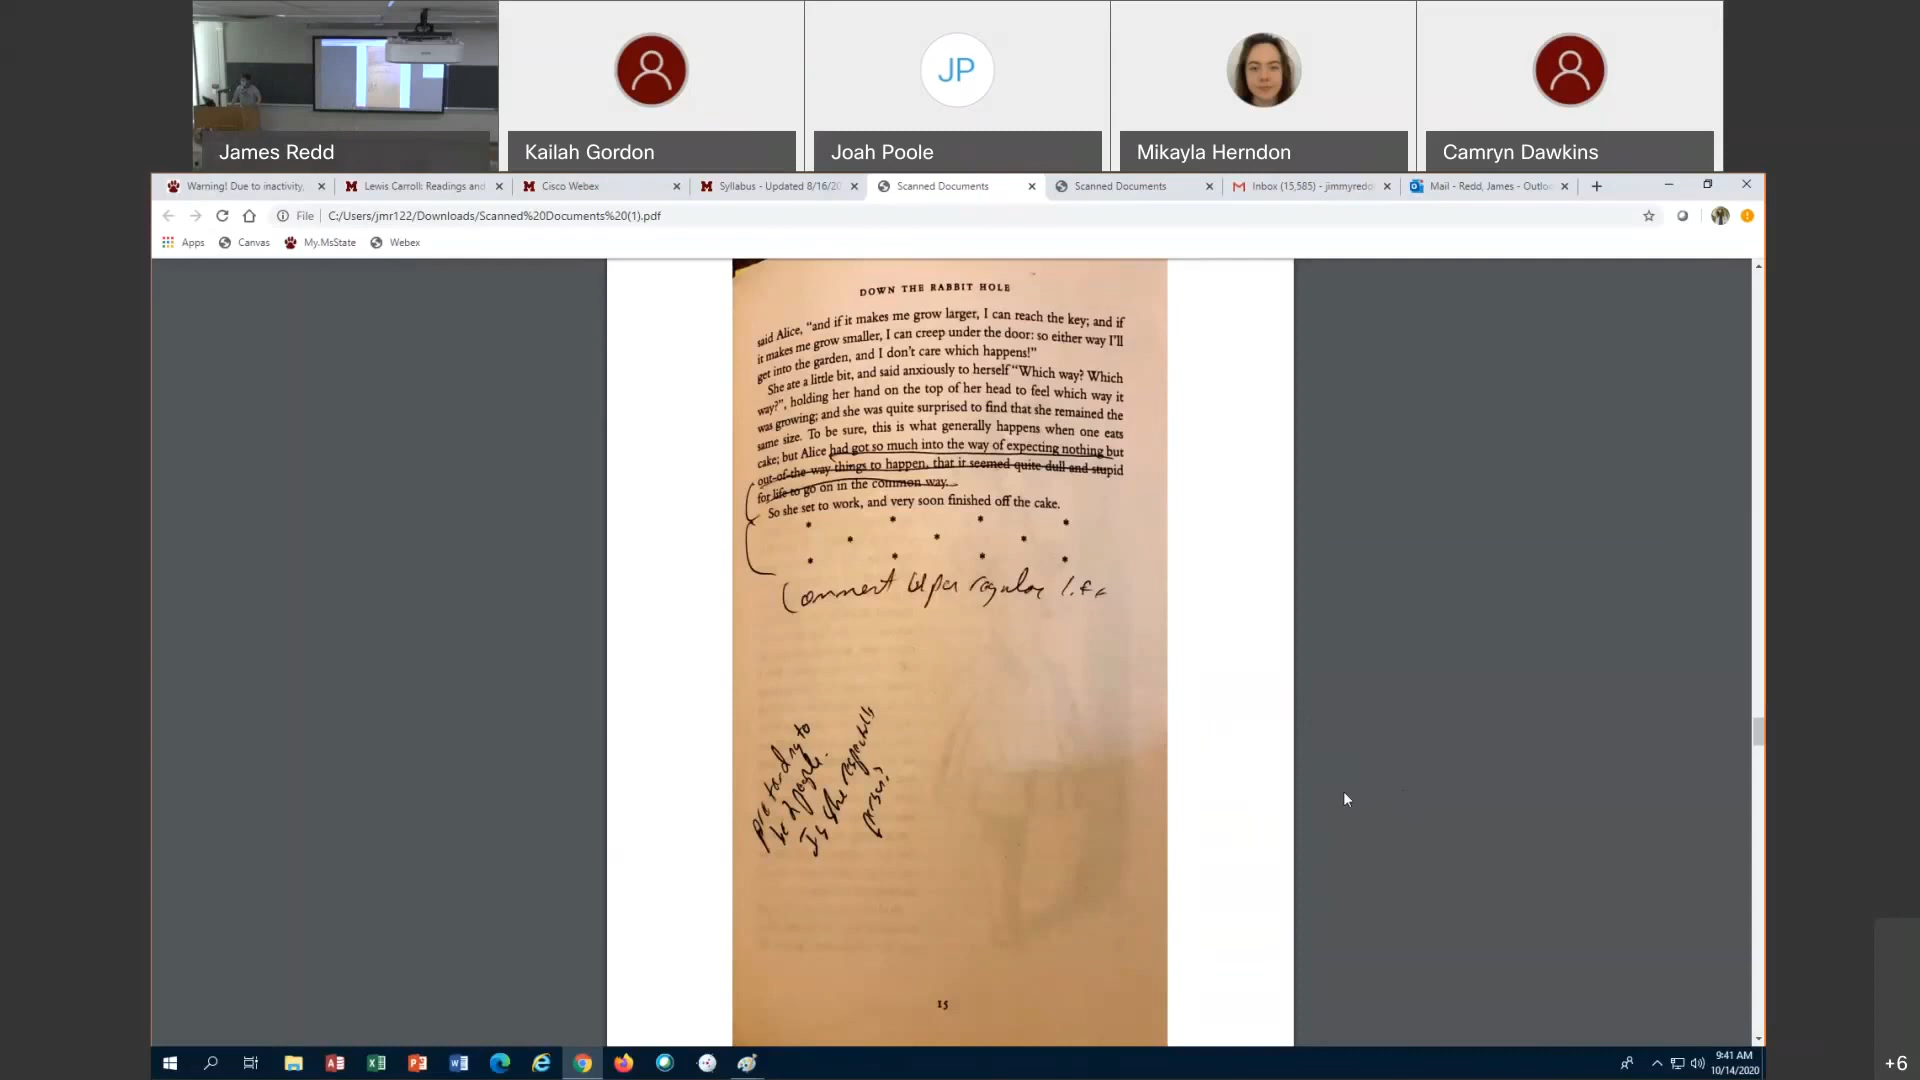 James Redd
Kailah Gordon
JP
Joah Poole
Mikayla Herndon
Camryn Dawkins
Warning! Due to inactivity,
Lewis Carroll: Readings and
Cisco Webex
Syllabus - Updated 8/16/20
Scanned Documents
Scanned Documents
Inbox (15,585) - jimmyredd
Mail - Redd, James - Outlo
File
C:/Users/jmr122/Downloads/Scanned%20Documents%20(1).pdf
Apps
Canvas
My.MsState
Webex
DOWN THE RABBIT HOLE
said Alice, “and if it makes me grow larger, I can reach the key; and if
it makes me grow smaller, I can creep under the door: so either way I’ll
get into the garden, and I don’t care which happens!”
She ate a little bit, and said anxiously to herself “Which way? Which
way?”, holding her hand on the top of her head to feel which way it
was growing; and she was quite surprised to find that she remained the
same size. To be sure, this is what generally happens when one eats
cake; but Alice had got so much into the way of expecting nothing but
out-of-the way things to happen, that it seemed quite dull and stupid
for life to go on in the common way.
So she set to work, and very soon finished off the cake.
* * * *
* * *
* * * *
Comment upon regular life
pretending to
be 2 people.
Is she respectable
person?
15
9:41 AM
10/14/2020
+6